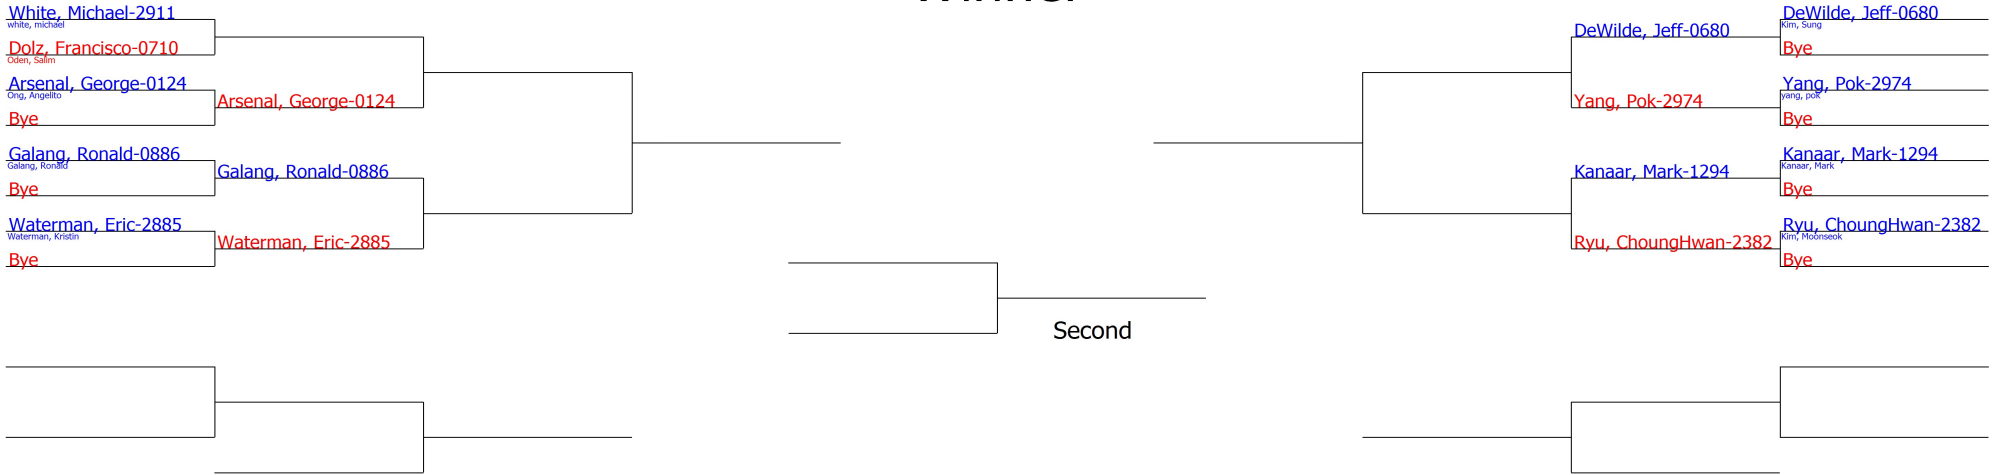 Winner
White, Michael-2911
white, michael
Dolz, Francisco-0710
Oden, Salim
Arsenal, George-0124
Ong, Angelito
Bye
Galang, Ronald-0886
Galang, Ronald
Bye
Waterman, Eric-2885
Waterman, Kristin
Bye
Arsenal, George-0124
Galang, Ronald-0886
Waterman, Eric-2885
Second
DeWilde, Jeff-0680
Yang, Pok-2974
Kanaar, Mark-1294
Ryu, ChoungHwan-2382
DeWilde, Jeff-0680
Kim, Sung
Bye
Yang, Pok-2974
yang, pok
Bye
Kanaar, Mark-1294
Kanaar, Mark
Bye
Ryu, ChoungHwan-2382
Kim, Moonseok
Bye